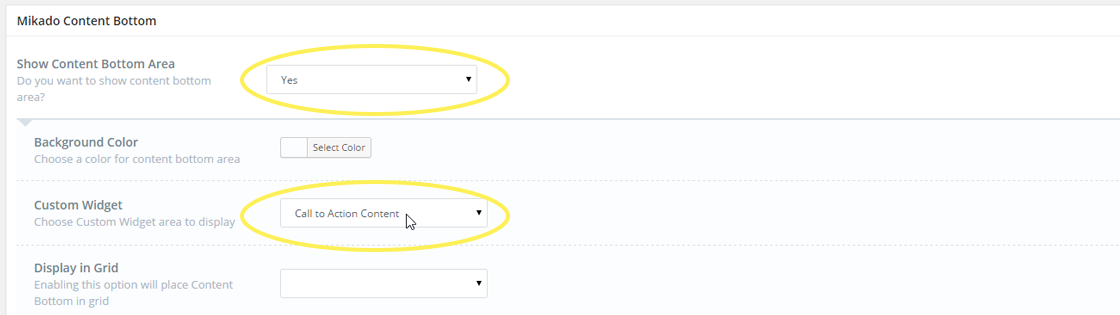 Mikado Content Bottom
Show Content Bottom Area
Do you want to show content bottom
area?
Yes
Background Color
Choose a color for content bottom area
Select Color
Custom Widget
Choose Custom Widget area to display
Call to Action Content
Display in Grid
Enabling this option will place Content
Bottom in grid